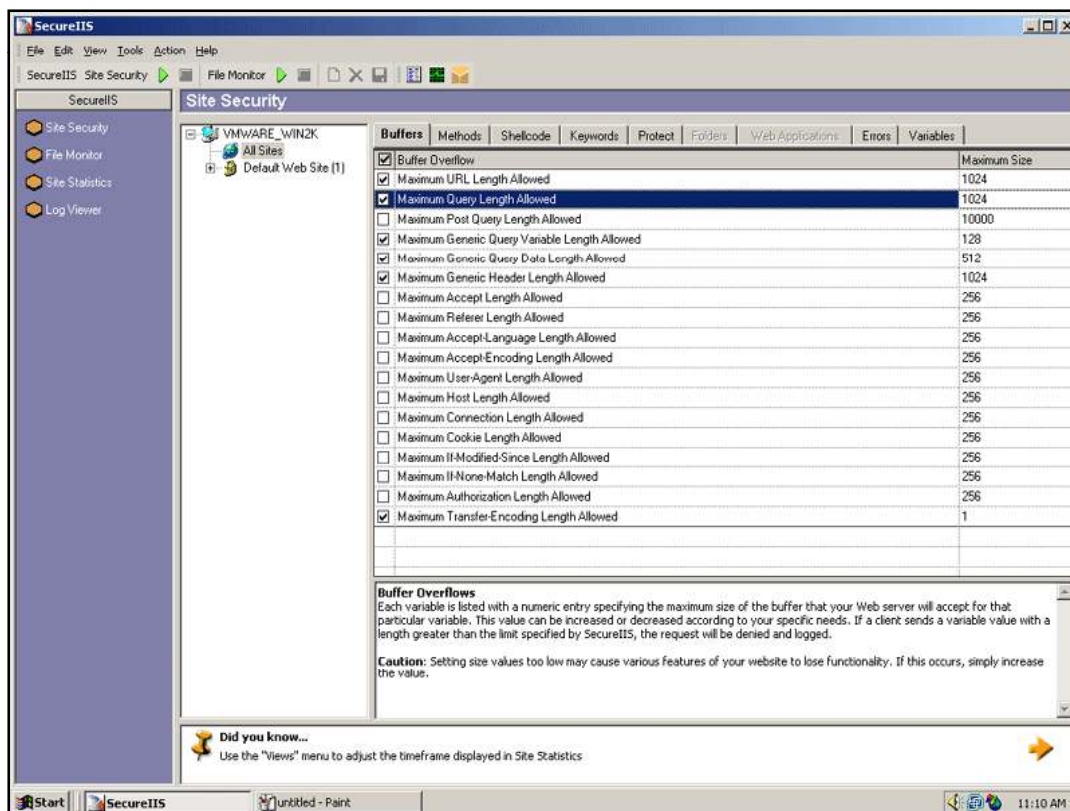 SecureIIS
File Edit View Tools Action Help
SecureIIS Site Security File Monitor
SecureIIS
Site Security
File Monitor
Site Statistics
Log Viewer
Site Security
VMWARE_WIN2K
All Sites
Default Web Site (1)
Buffers Methods Shellcode Keywords Protect Folders Web Applications Errors Variables
Buffer Overflow Maximum Size
Maximum URL Length Allowed 1024
Maximum Query Length Allowed 1024
Maximum Post Query Length Allowed 10000
Maximum Generic Query Variable Length Allowed 128
Maximum Generic Query Data Length Allowed 512
Maximum Generic Header Length Allowed 1024
Maximum Accept Length Allowed 256
Maximum Referer Length Allowed 256
Maximum Accept-Language Length Allowed 256
Maximum Accept-Encoding Length Allowed 256
Maximum User-Agent Length Allowed 256
Maximum Host Length Allowed 256
Maximum Connection Length Allowed 256
Maximum Cookie Length Allowed 256
Maximum If-Modified-Since Length Allowed 256
Maximum If-None-Match Length Allowed 256
Maximum Authorization Length Allowed 256
Maximum Transfer-Encoding Length Allowed 1
Buffer Overflows
Each variable is listed with a numeric entry specifying the maximum size of the buffer that your Web server will accept for that
particular variable. This value can be increased or decreased according to your specific needs. If a client sends a variable value with a
length greater than the limit specified by SecureIIS, the request will be denied and logged.
Caution: Setting size values too low may cause various features of your website to lose functionality. If this occurs, simply increase
the value.
Did you know...
Use the "Views" menu to adjust the timeframe displayed in Site Statistics
Start SecureIIS untitled - Paint 11:10 AM